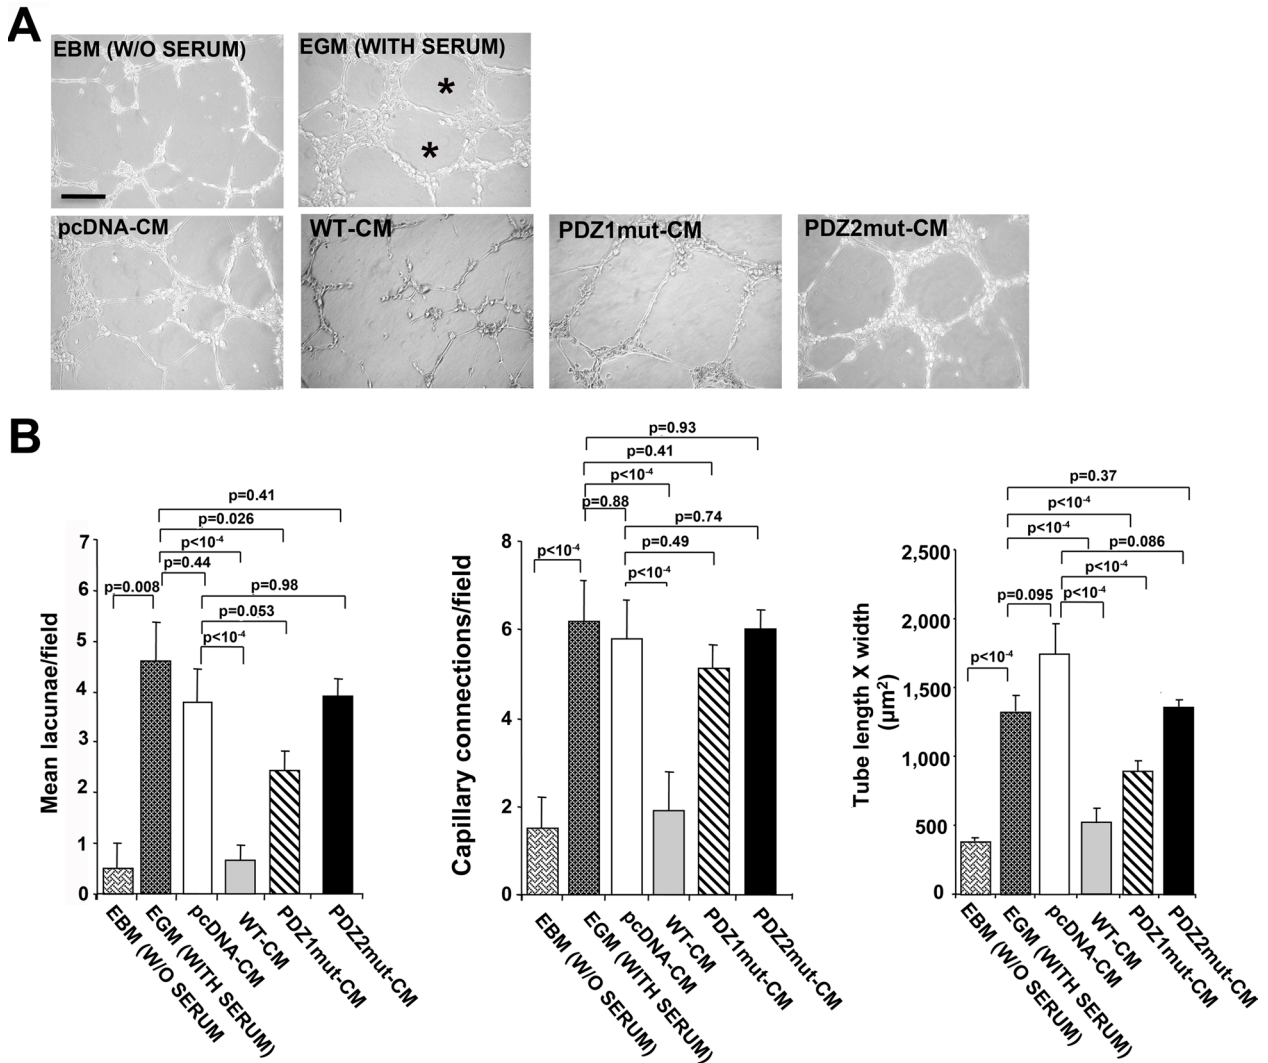 A
EBM (W/O SERUM)
EGM (WITH SERUM)
*
*
pcDNA-CM
WT-CM
PDZ1mut-CM
PDZ2mut-CM
B
Mean lacunae/field
7
6
5
4
3
2
1
0
p=0.41
p=0.026
p<10-4
p=0.44
p=0.008
p=0.98
p=0.053
p<10-4
EBM (W/O SERUM
EGM (WITH SERUM)
pcDNA-CM
WT-CM
PDZ1mut-CM
PDZ2mut-CM
Capillary connections/field
8
6
4
2
0
p=0.93
p=0.41
p<10-4
p=0.88
p=0.74
p<10-4
p=0.49
p<10-4
EBM (W/O SERUM)
EGM (WITH SERUM)
pcDNA-CM
WT-CM
PDZ1mut-CM
PDZ2mut-CM
Tube length X width
(μm2)
2,500
2,000
1,500
1,000
500
0
p=0.37
p<10-4
p<10-4
p=0.086
p<10-4
p=0.095
p<10-4
p<10-4
EBM (W/O SERUM)
EGM (WITH SERUM)
pcDNA-CM
WT-CM
PDZ1mut-CM
PDZ2mut-CM